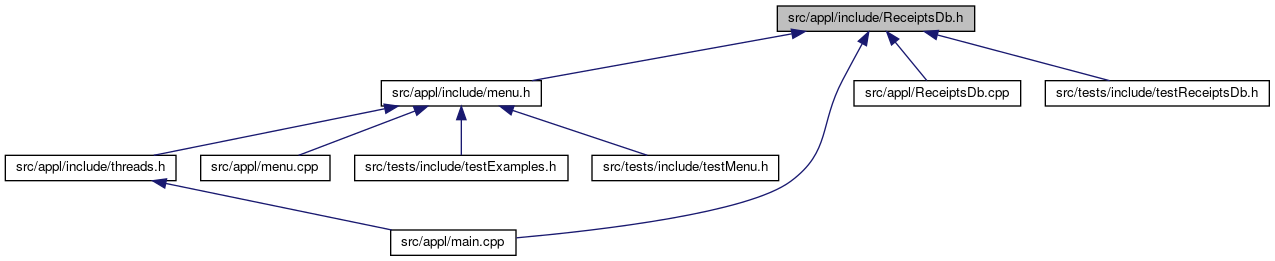 src/appl/include/ReceiptsDb.h
src/appl/include/menu.h
src/appl/ReceiptsDb.cpp
src/tests/include/testReceiptsDb.h
src/appl/include/threads.h
src/appl/menu.cpp
src/tests/include/testExamples.h
src/tests/include/testMenu.h
src/appl/main.cpp